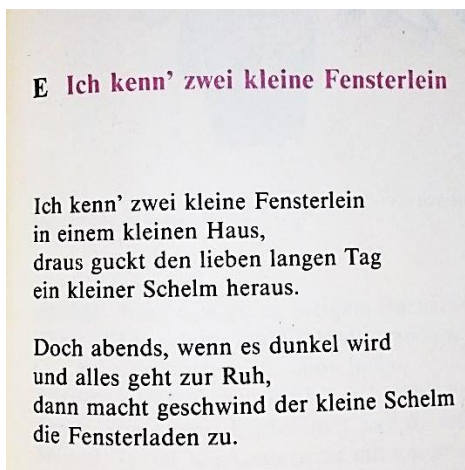 E Ich kenn' zwei kleine Fensterlein
Ich kenn' zwei kleine Fensterlein
in einem kleinen Haus,
draus guckt den lieben langen Tag
ein kleiner Schelm heraus.
Doch abends, wenn es dunkel wird
und alles geht zur Ruh,
dann macht geschwind der kleine Schelm
die Fensterladen zu.